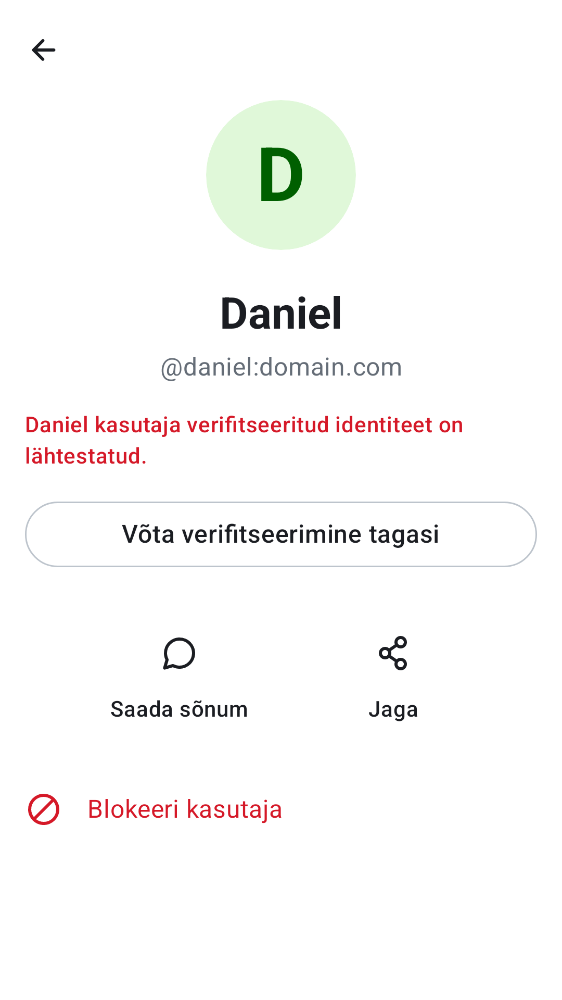 D
Daniel
@daniel:domain.com
Daniel kasutaja verifitseeritud identiteet on
lähtestatud.
Võta verifitseerimine tagasi
Saada sõnum
Jaga
Blokeeri kasutaja